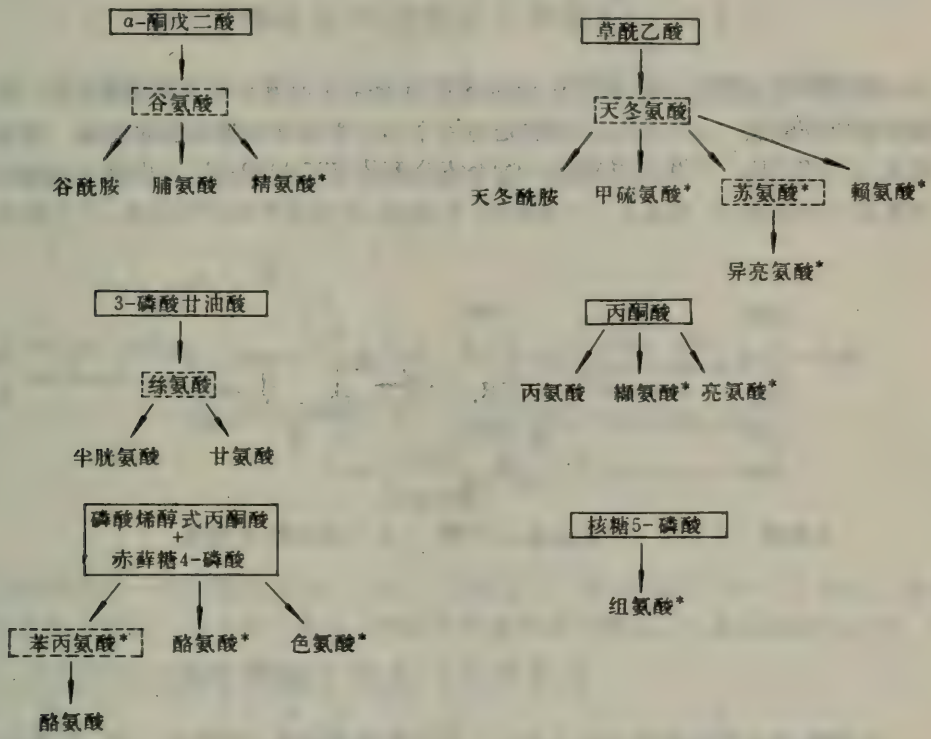 α-酮戊二酸
谷氨酸
谷酰胺 脯氨酸 精氨酸*
草酰乙酸
天冬氨酸
天冬酰胺 甲硫氨酸* 苏氨酸* 赖氨酸*
异亮氨酸*
3-磷酸甘油酸
丝氨酸
半胱氨酸 甘氨酸
丙酮酸
丙氨酸 缬氨酸* 亮氨酸*
磷酸烯醇式丙酮酸
+
赤藓糖4-磷酸
苯丙氨酸* 酪氨酸* 色氨酸*
酪氨酸
核糖5-磷酸
组氨酸*